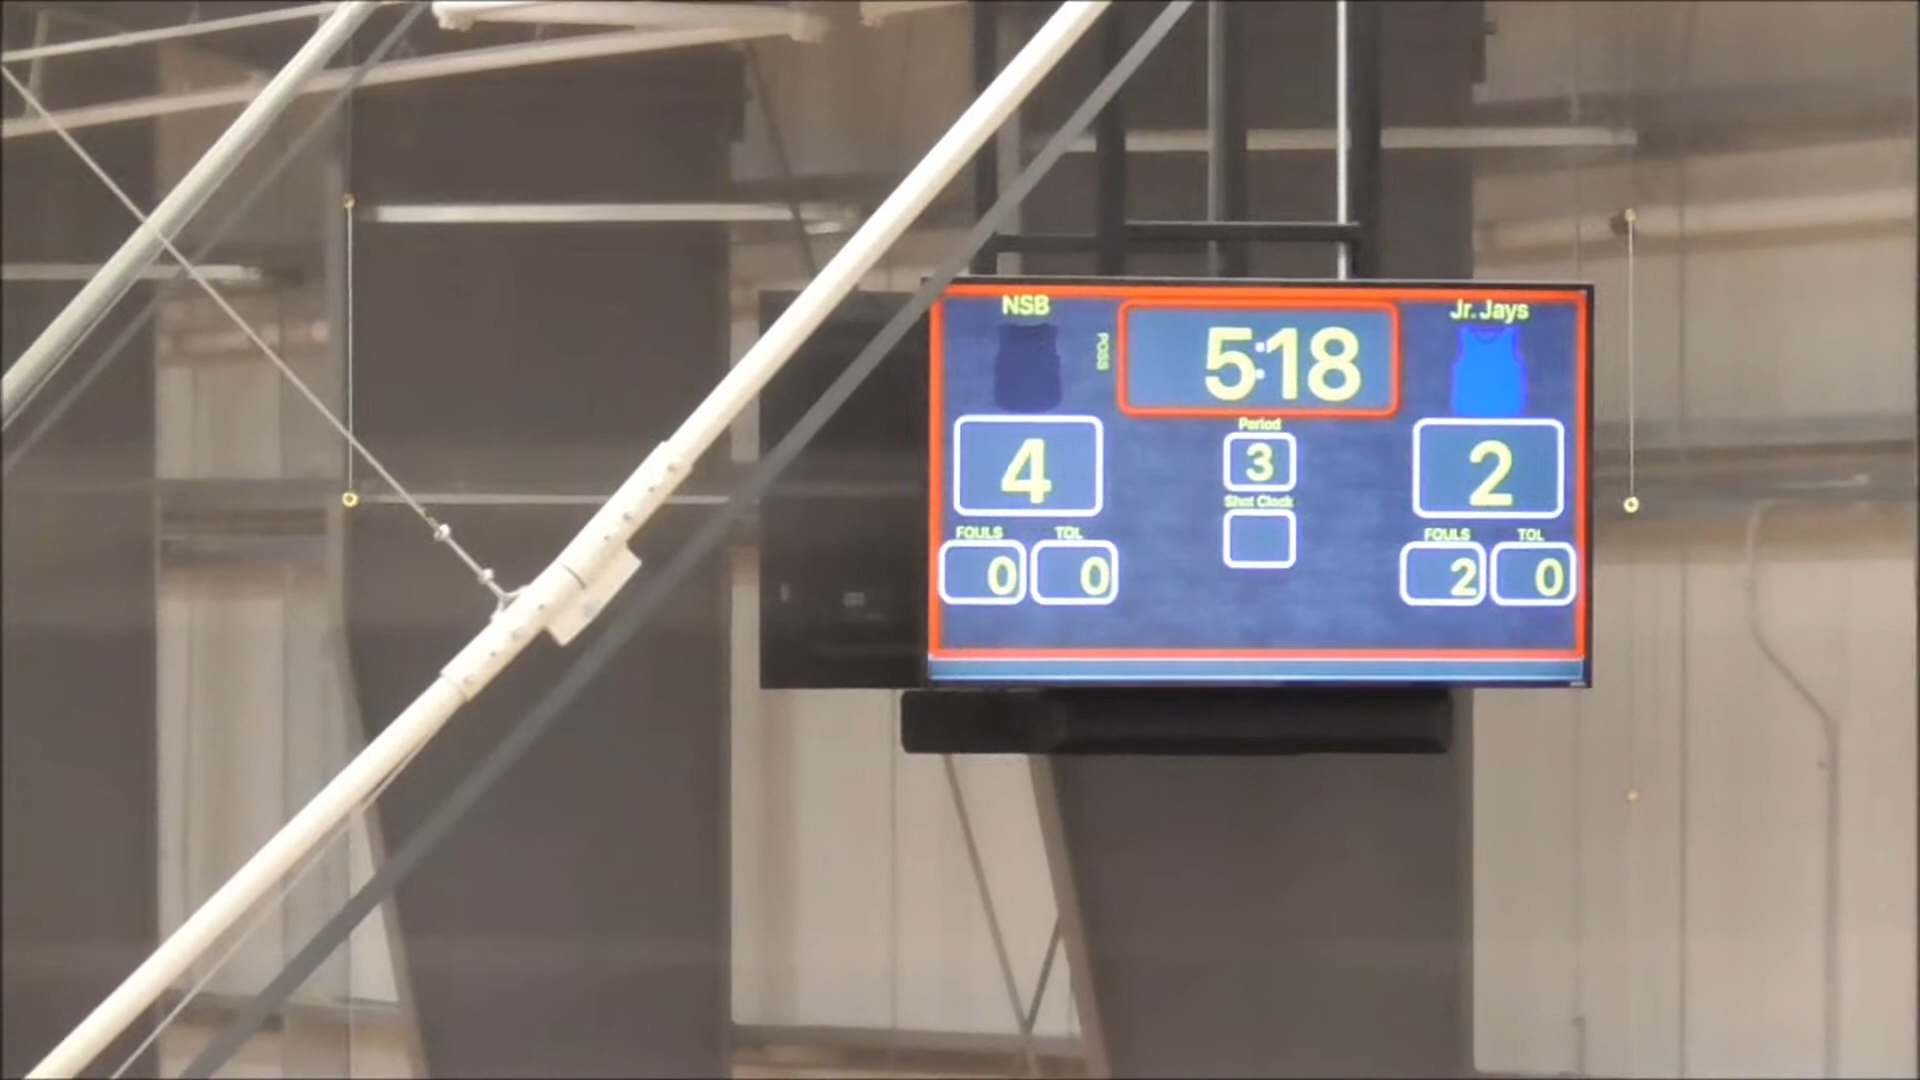 NSB
POSS
5:18
Jr. Jays
4
Period
3
2
Shot Clock
FOULS
TOL
FOULS
TOL
0
0
2
0